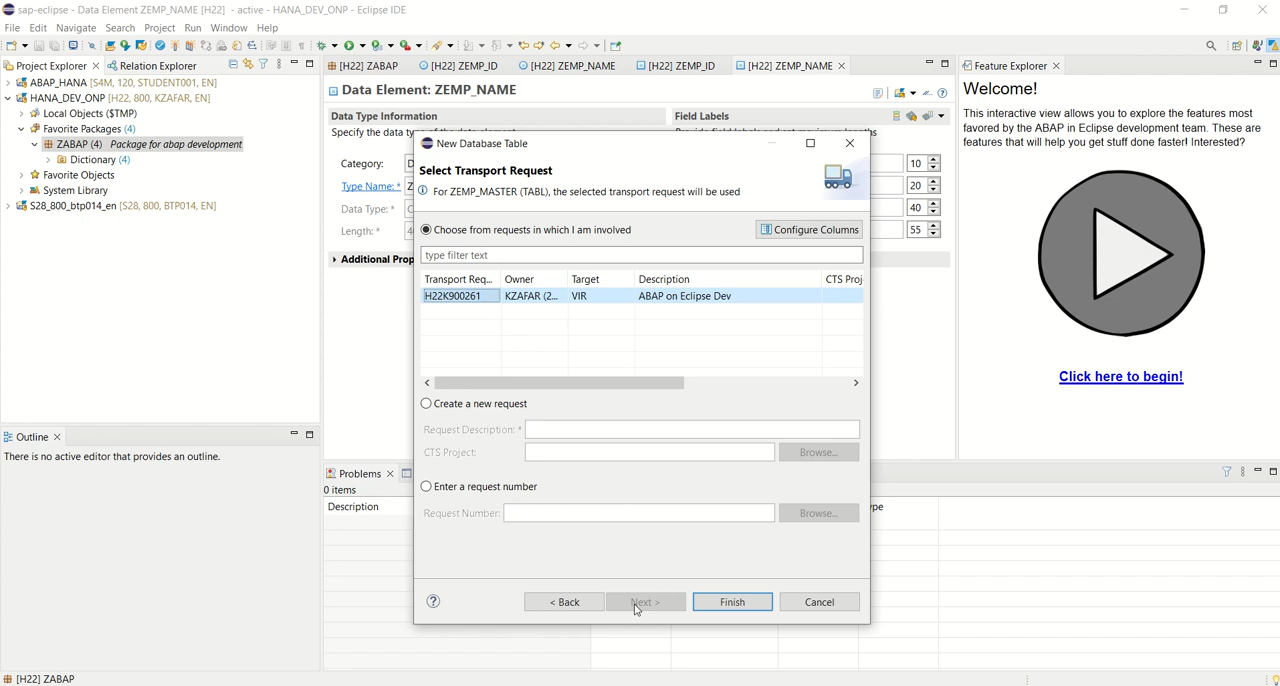 sap-eclipse - Data Element ZEMP_NAME [H22] - active - HANA_DEV_ONP - Eclipse IDE
File Edit Navigate Search Project Run Window Help
Project Explorer Relation Explorer
[H22] ZABAP [H22] ZEMP_ID [H22] ZEMP_NAME [H22] ZEMP_ID [H22] ZEMP_NAME
Feature Explorer
ABAP_HANA [S4M, 120, STUDENT001, EN]
HANA_DEV_ONP [H22, 800, KZAFAR, EN]
Local Objects ($TMP)
Favorite Packages (4)
ZABAP (4) Package for abap development
Dictionary (4)
Favorite Objects
System Library
S28_800_btp014_en [S28, 800, BTP014, EN]
Outline
There is no active editor that provides an outline.
Data Element: ZEMP_NAME
Data Type Information
Field Labels
Specify the data
Category:
Type Name: *
Data Type: *
Length: *
Additional Prop
10
20
40
55
New Database Table
Select Transport Request
For ZEMP_MASTER (TABL), the selected transport request will be used
Choose from requests in which I am involved
Configure Columns
type filter text
Transport Req... Owner Target Description CTS Proj
H22K900261 KZAFAR (2... VIR ABAP on Eclipse Dev
Create a new request
Request Description: *
CTS Project:
Browse...
Enter a request number
Request Number:
Browse...
< Back
Next >
Finish
Cancel
Problems
0 items
Description
ype
Welcome!
This interactive view allows you to explore the features most
favored by the ABAP in Eclipse development team. These are
features that will help you get stuff done faster! Interested?
Click here to begin!
[H22] ZABAP